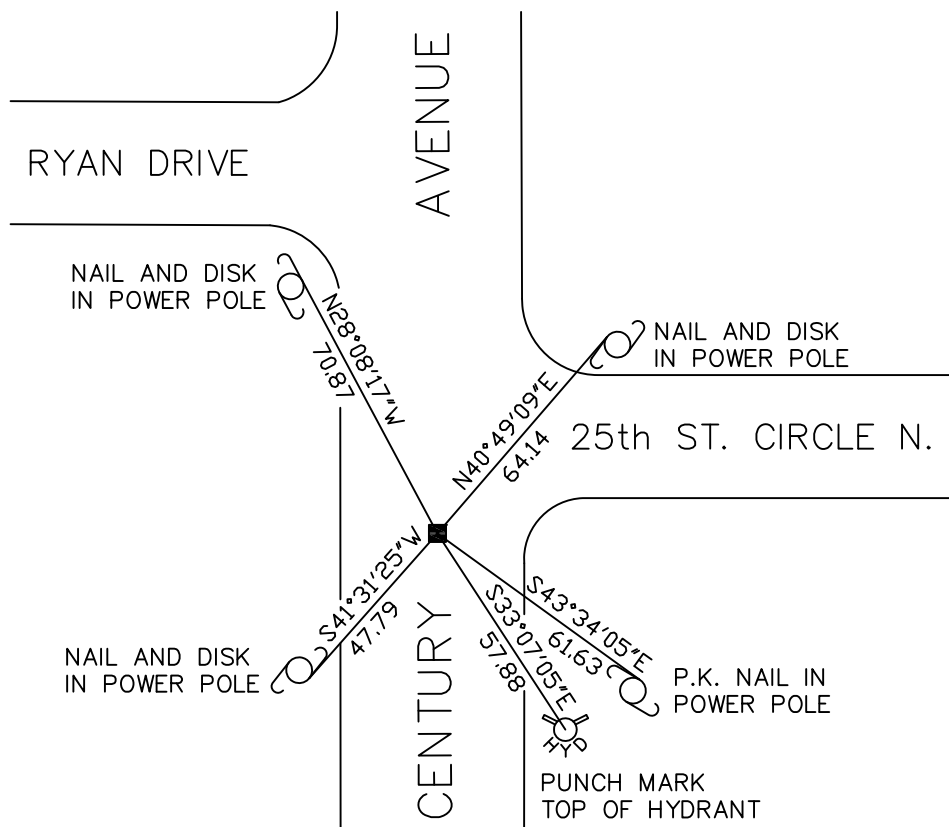 AVENUE
RYAN DRIVE
NAIL AND DISK
IN POWER POLE
N28°08'17"W
70.87
NAIL AND DISK
IN POWER POLE
N40°49'09"E
64.14
25th ST. CIRCLE N.
S41°31'25"W
47.79
NAIL AND DISK
IN POWER POLE
CENTURY
S33°07'05"E
57.88
S43°34'05"E
61.63
P.K. NAIL IN
POWER POLE
HYD
PUNCH MARK
TOP OF HYDRANT